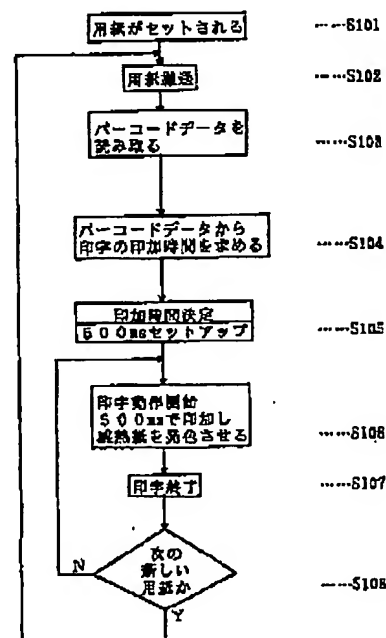 用紙がセットされる
----S101
用紙搬送
-----S102
バーコードデータを
読み取る
-----S103
バーコードデータから
印字の印加時間を求める
-----S104
印加時間決定
500msセットアップ
-----S105
印字動作開始
500msで印加し
感熱紙を発色させる
-----S106
印字終了
-----S107
N
次の
新しい
用紙か
----S108
Y